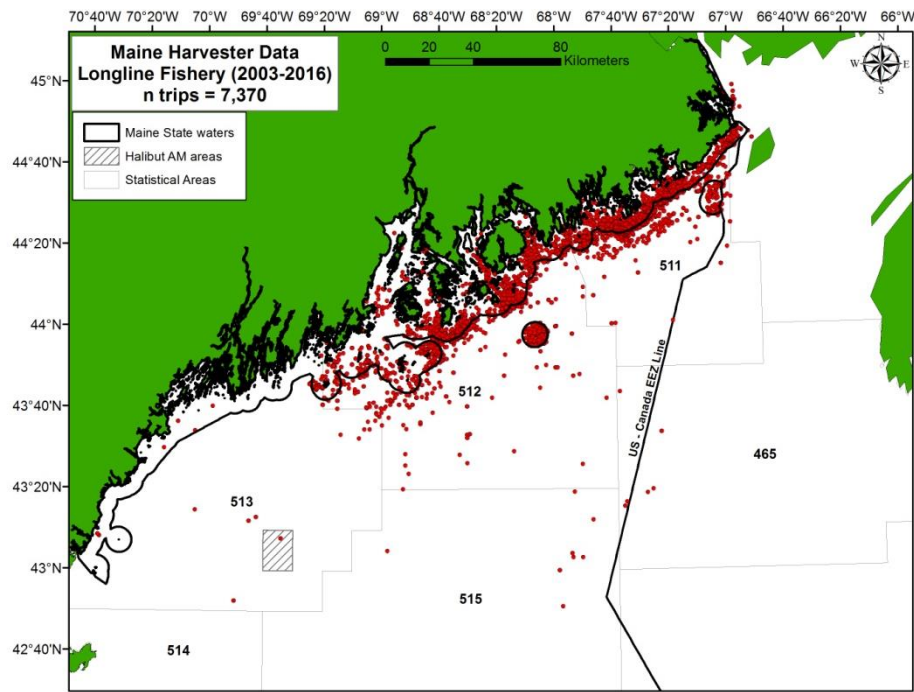 70°40'W 70°20'W 70°W 69°40'W 69°20'W 69°W 68°40'W 68°20'W 68°W 67°40'W 67°20'W 67°W 66°40'W 66°20'W 66°W
Maine Harvester Data
Longline Fishery (2003-2016)
n trips = 7,370
0 20 40 60 80
Kilometers
N
W E
S
Maine State waters
Halibut AM areas
Statistical Areas
45°N
44°40'N
44°20'N
44°N
43°40'N
43°20'N
43°N
42°40'N
511
512
US - Canada EEZ Line
465
513
515
514